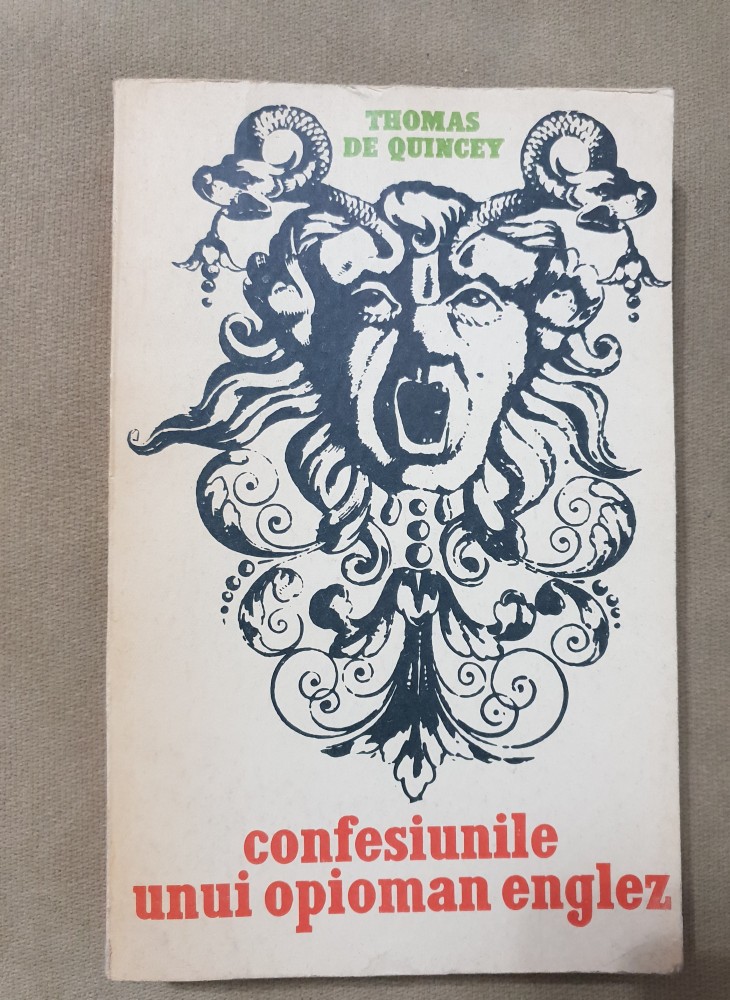 THOMAS
DE QUINCEY
confesiunile
unui opioman englez